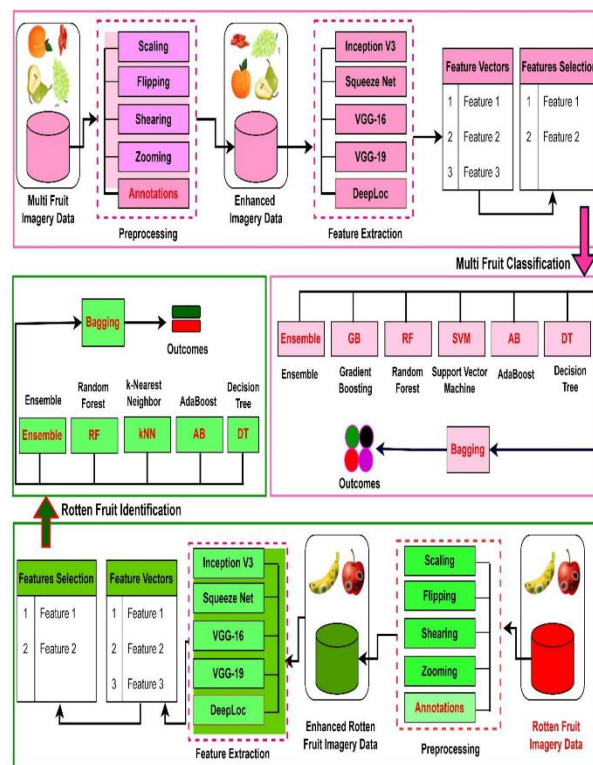 Scaling
Flipping
Shearing
Zooming
Annotations
Multi Fruit
Imagery Data
Preprocessing
Enhanced
Imagery Data
Inception V3
Squeeze Net
VGG-16
VGG-19
DeepLoc
Feature Extraction
Feature Vectors
1 Feature 1
2 Feature 2
3 Feature 3
Features Selection
1 Feature 1
2 Feature 2
Multi Fruit Classification
Bagging
Outcomes
Ensemble
Random
Forest
k-Nearest
Neighbor
AdaBoost
Decision
Tree
Ensemble
RF
kNN
AB
DT
Ensemble
GB
RF
SVM
AB
DT
Ensemble
Gradient
Boosting
Random
Forest
Support Vector
Machine
AdaBoost
Decision
Tree
Outcomes
Bagging
Rotten Fruit Identification
Features Selection
1 Feature 1
2 Feature 2
Feature Vectors
1 Feature 1
2 Feature 2
3 Feature 3
Inception V3
Squeeze Net
VGG-16
VGG-19
DeepLoc
Feature Extraction
Enhanced Rotten
Fruit Imagery Data
Scaling
Flipping
Shearing
Zooming
Annotations
Preprocessing
Rotten Fruit
Imagery Data